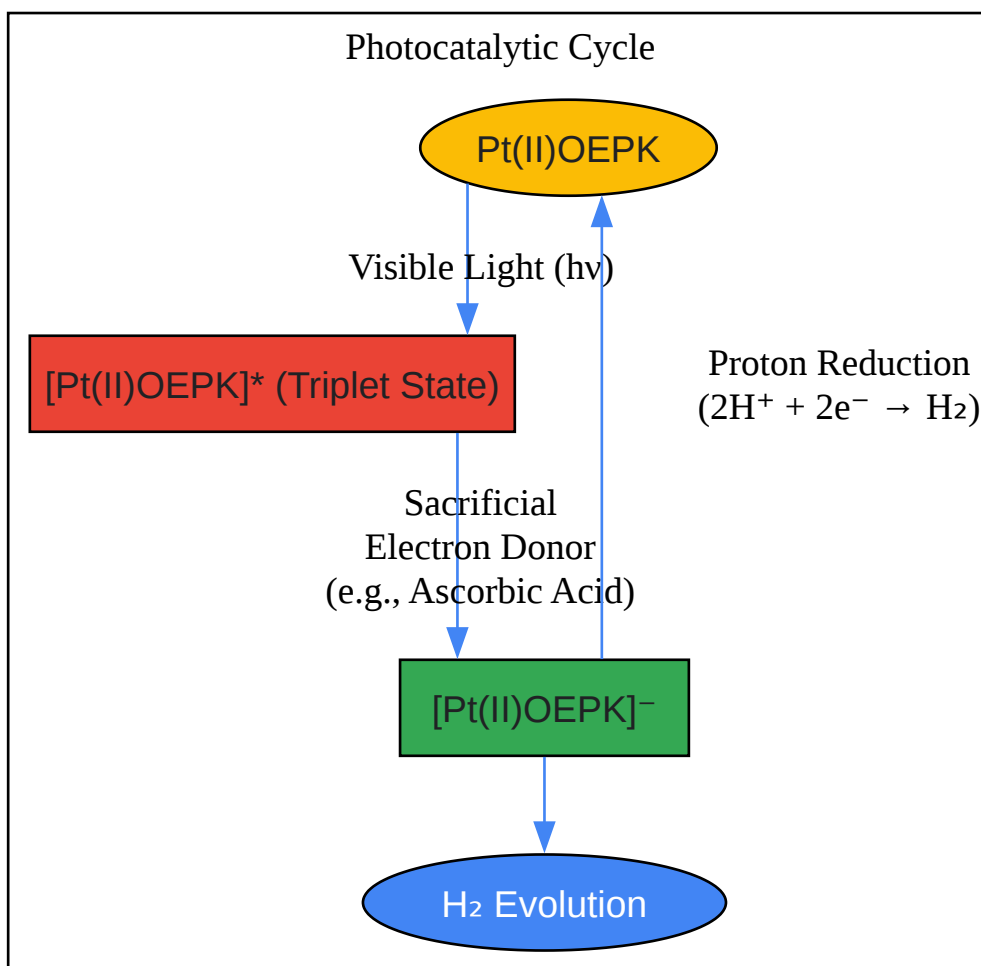 Photocatalytic Cycle
Pt(II)OEPK
Visible Light (hν)
[Pt(II)OEPK]* (Triplet State)
Proton Reduction
(2H⁺ + 2e⁻ → H₂)
Sacrificial
Electron Donor
(e.g., Ascorbic Acid)
[Pt(II)OEPK]⁻
H₂ Evolution